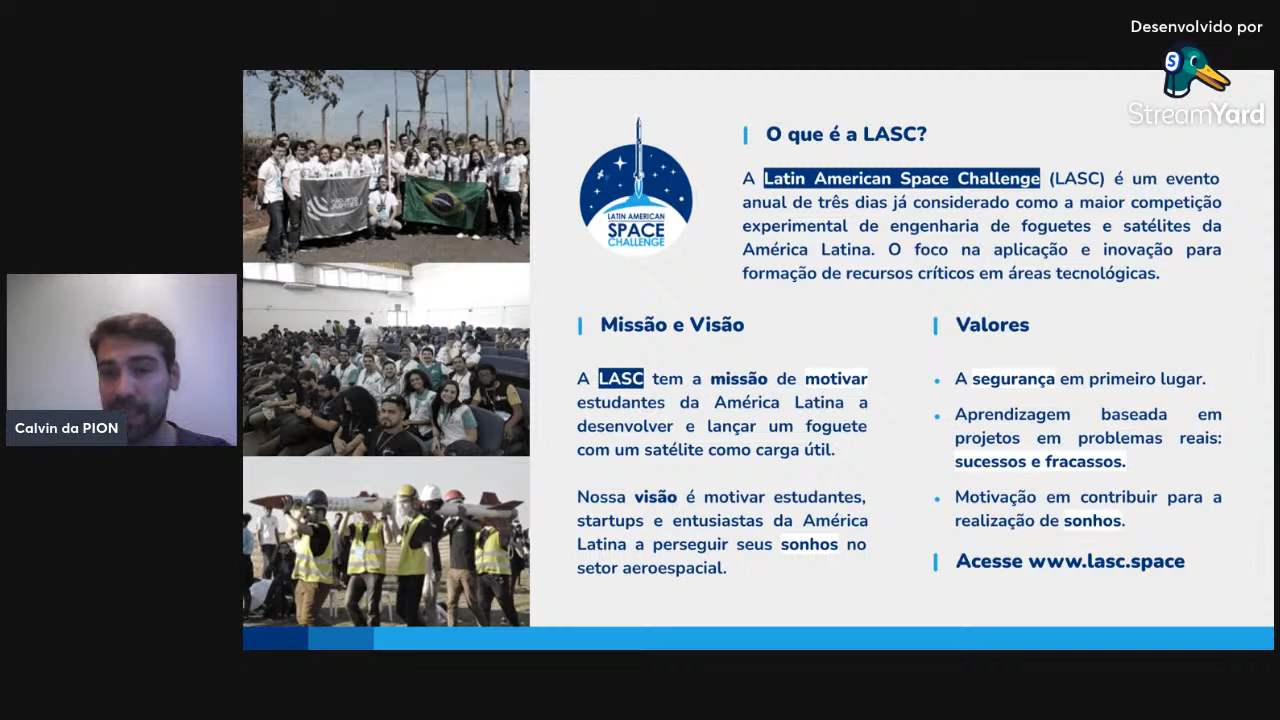 Desenvolvido por
StreamYard
PROJETO
JUPITER
LATIN AMERICAN
SPACE
CHALLENGE
O que é a LASC?
A Latin American Space Challenge (LASC) é um evento
anual de três dias já considerado como a maior competição
experimental de engenharia de foguetes e satélites da
América Latina. O foco na aplicação e inovação para
formação de recursos críticos em áreas tecnológicas.
Missão e Visão
A LASC tem a missão de motivar
estudantes da América Latina a
desenvolver e lançar um foguete
com um satélite como carga útil.
Nossa visão é motivar estudantes,
startups e entusiastas da América
Latina a perseguir seus sonhos no
setor aeroespacial.
Valores
• A segurança em primeiro lugar.
• Aprendizagem baseada em
projetos em problemas reais:
sucessos e fracassos.
• Motivação em contribuir para a
realização de sonhos.
Acesse www.lasc.space
Calvin da PION